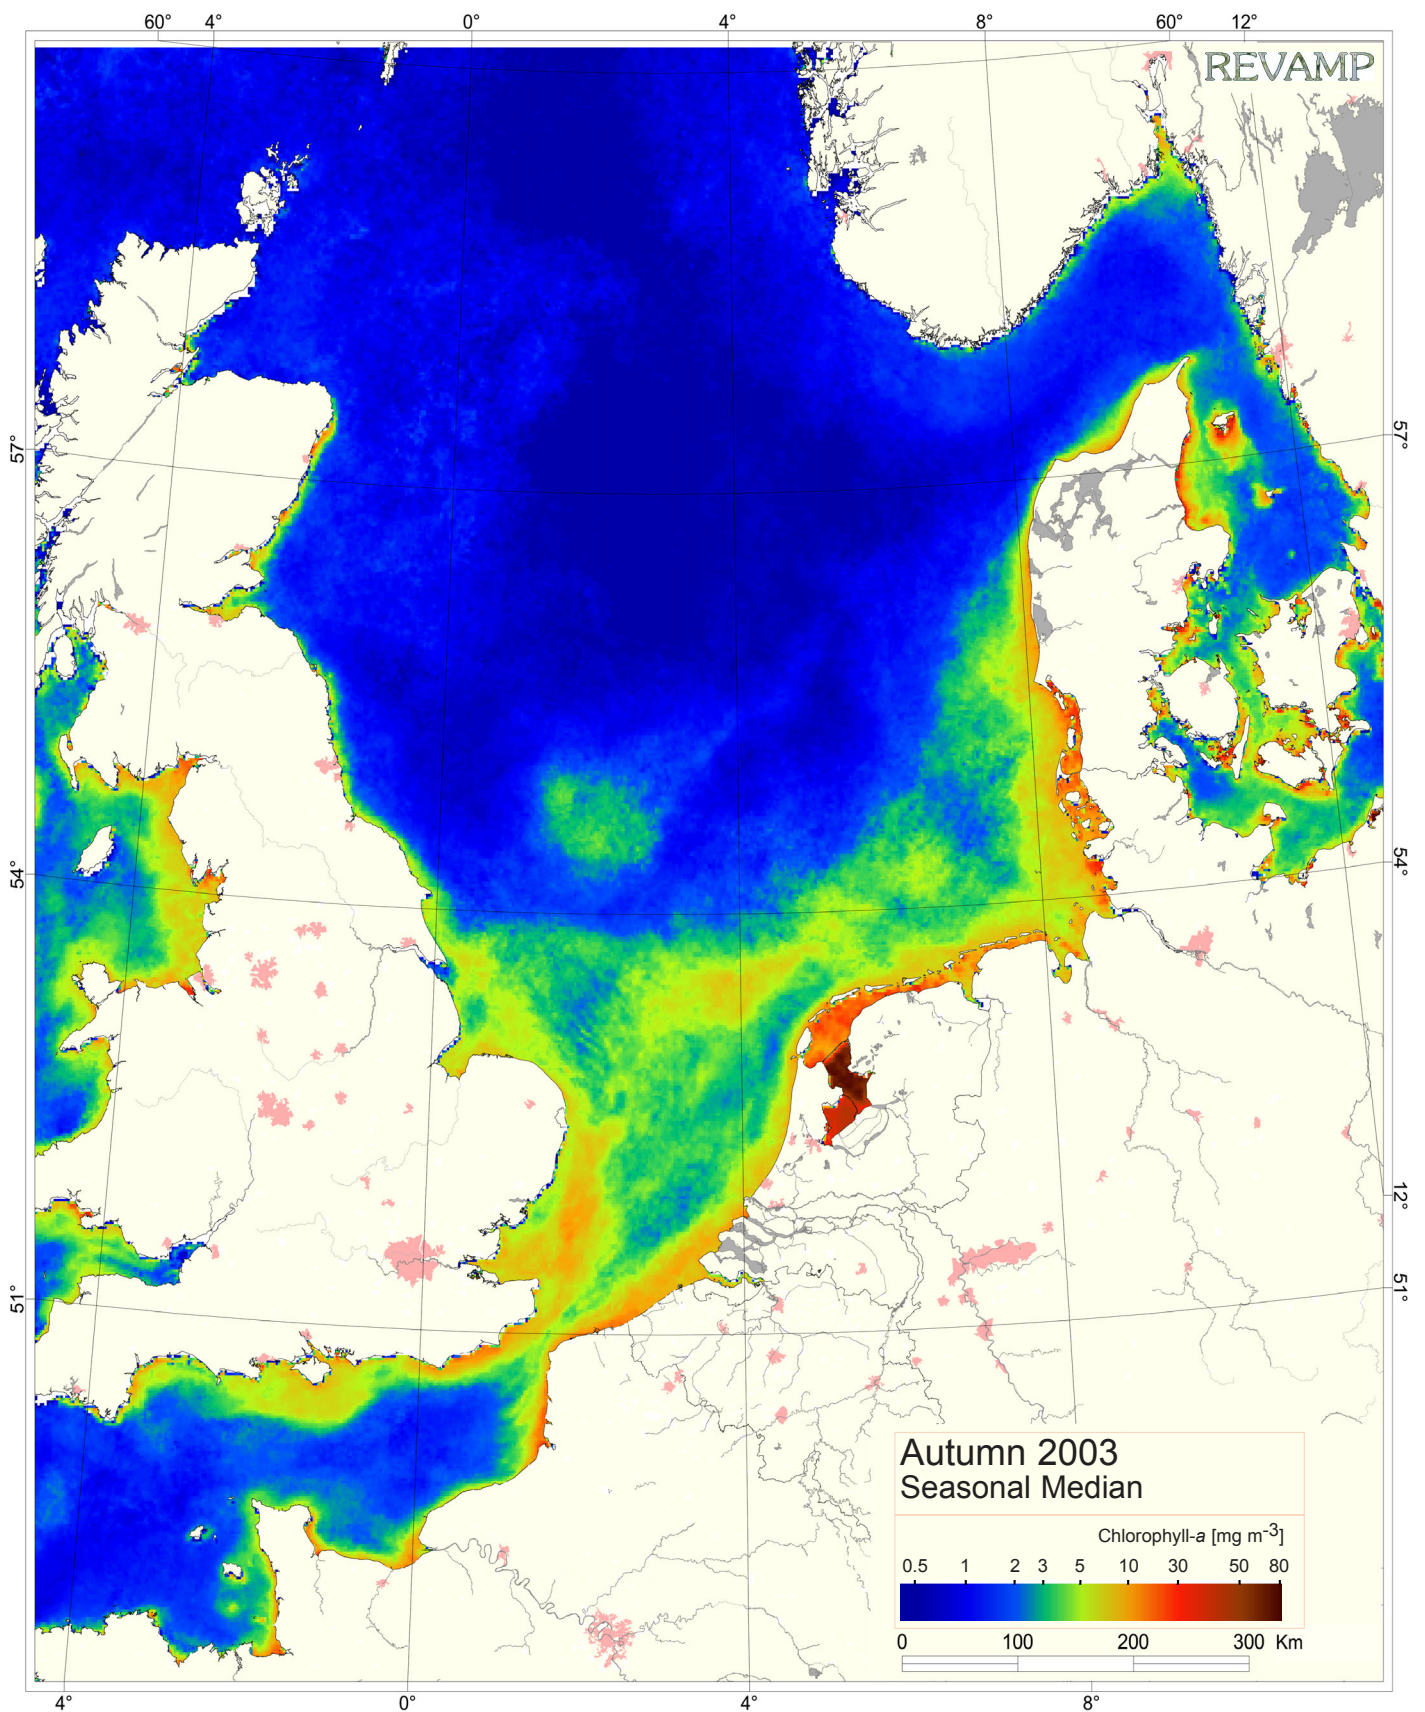 60° 4° 0° 4° 8° 60° 12°
REVAMP
57° 57°
54° 54°
12°
51° 51°
Autumn 2003
Seasonal Median
Chlorophyll-a [mg m-3]
0.5 1 2 3 5 10 30 50 80
0 100 200 300 Km
4° 0° 4° 8°